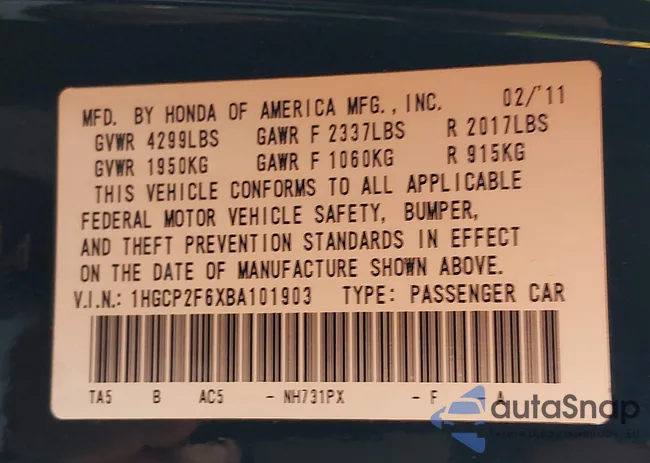 MFD. BY HONDA OF AMERICA MFG., INC. 02/'11
GVWR 4299LBS GAWR F 2337LBS R 2017LBS
GVWR 1950KG GAWR F 1060KG R 915KG
THIS VEHICLE CONFORMS TO ALL APPLICABLE
FEDERAL MOTOR VEHICLE SAFETY, BUMPER,
AND THEFT PREVENTION STANDARDS IN EFFECT
ON THE DATE OF MANUFACTURE SHOWN ABOVE.
V.I.N.: 1HGCP2F6XBA101903 TYPE: PASSENGER CAR
TA5 B AC5 - NH731PX - F - A
autaSnap